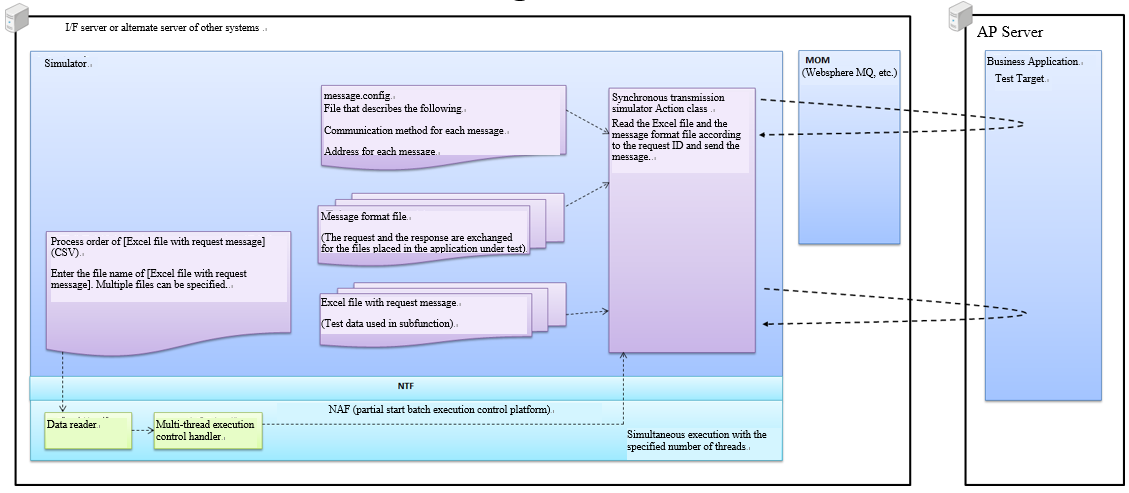 I/F server or alternate server of other systems
AP Server
Simulator
MOM
(Websphere MQ, etc.)
Business Application
Test Target
message.config
File that describes the following
Communication method for each message
Address for each message
Synchronous transmission
simulator Action class
Read the Excel file and the
message format file according
to the request ID and send the
message.
Message format file
(The request and the response are exchanged
for the files placed in the application under test)
Process order of [Excel file with request message]
(CSV)
Enter the file name of [Excel file with request
message]. Multiple files can be specified.
Excel file with request message
(Test data used in subfunction)
NTF
NAF (partial start batch execution control platform)
Data reader
Multi-thread execution
control handler
Simultaneous execution with the
specified number of threads